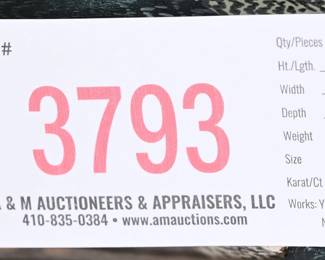 #
3793
& M AUCTIONEERS & APPRAISERS, LLC
410-835-0384 • www.amauctions.com
Qty/Pieces
Ht./Lgth.
Width
Depth
Weight
Size
Karat/Ct
Works: Y